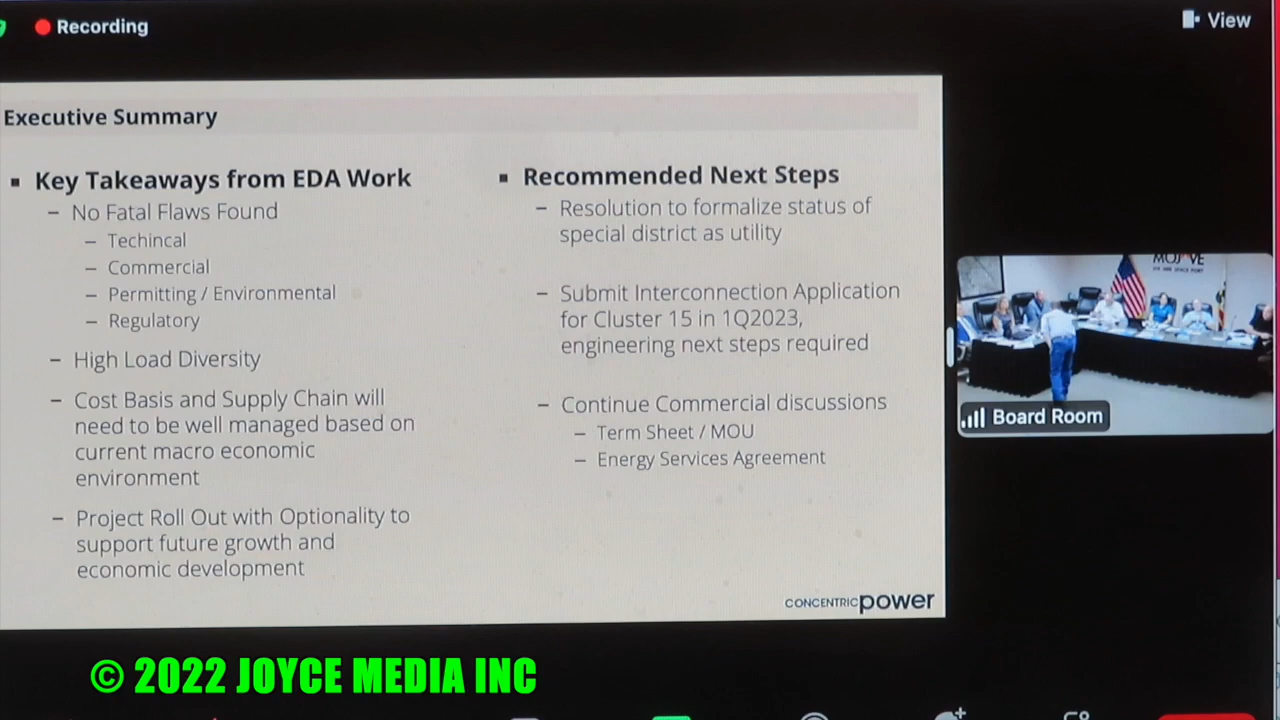 Recording
View
Executive Summary
▪ Key Takeaways from EDA Work
– No Fatal Flaws Found
– Techincal
– Commercial
– Permitting / Environmental
– Regulatory
– High Load Diversity
– Cost Basis and Supply Chain will
need to be well managed based on
current macro economic
environment
– Project Roll Out with Optionality to
support future growth and
economic development
▪ Recommended Next Steps
– Resolution to formalize status of
special district as utility
– Submit Interconnection Application
for Cluster 15 in 1Q2023,
engineering next steps required
– Continue Commercial discussions
– Term Sheet / MOU
– Energy Services Agreement
CONCENTRIC power
Board Room
© 2022 JOYCE MEDIA INC